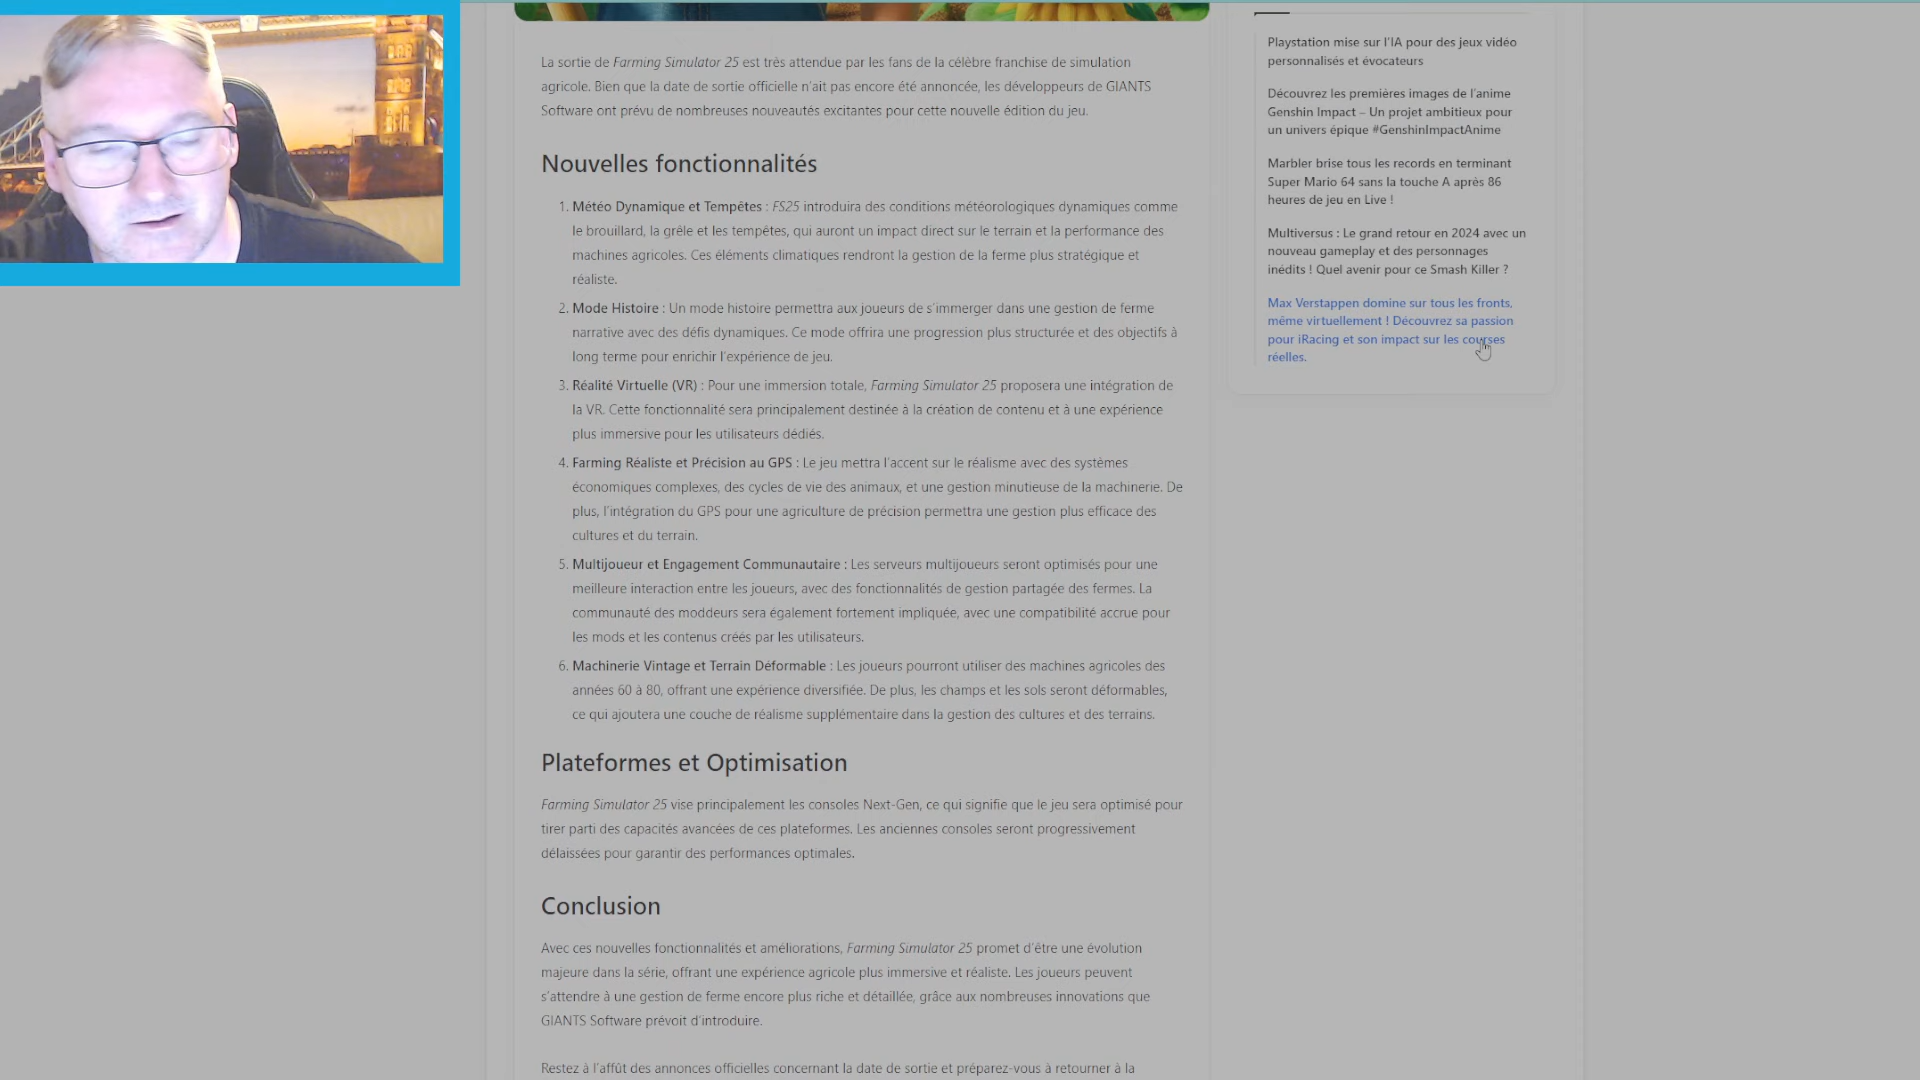 La sortie de Farming Simulator 25 est très attendue par les fans de la célèbre franchise de simulation
agricole. Bien que la date de sortie officielle n'ait pas encore été annoncée, les développeurs de GIANTS
Software ont prévu de nombreuses nouveautés excitantes pour cette nouvelle édition du jeu.
Nouvelles fonctionnalités
1. Météo Dynamique et Tempêtes : FS25 introduira des conditions météorologiques dynamiques comme
le brouillard, la grêle et les tempêtes, qui auront un impact direct sur le terrain et la performance des
machines agricoles. Ces éléments climatiques rendront la gestion de la ferme plus stratégique et
réaliste.
2. Mode Histoire : Un mode histoire permettra aux joueurs de s'immerger dans une gestion de ferme
narrative avec des défis dynamiques. Ce mode offrira une progression plus structurée et des objectifs à
long terme pour enrichir l'expérience de jeu.
3. Réalité Virtuelle (VR) : Pour une immersion totale, Farming Simulator 25 proposera une intégration de
la VR. Cette fonctionnalité sera principalement destinée à la création de contenu et à une expérience
plus immersive pour les utilisateurs dédiés.
4. Farming Réaliste et Précision au GPS : Le jeu mettra l'accent sur le réalisme avec des systèmes
économiques complexes, des cycles de vie des animaux, et une gestion minutieuse de la machinerie. De
plus, l'intégration du GPS pour une agriculture de précision permettra une gestion plus efficace des
cultures et du terrain.
5. Multijoueur et Engagement Communautaire : Les serveurs multijoueurs seront optimisés pour une
meilleure interaction entre les joueurs, avec des fonctionnalités de gestion partagée des fermes. La
communauté des moddeurs sera également fortement impliquée, avec une compatibilité accrue pour
les mods et les contenus créés par les utilisateurs.
6. Machinerie Vintage et Terrain Déformable : Les joueurs pourront utiliser des machines agricoles des
années 60 à 80, offrant une expérience diversifiée. De plus, les champs et les sols seront déformables,
ce qui ajoutera une couche de réalisme supplémentaire dans la gestion des cultures et des terrains.
Plateformes et Optimisation
Farming Simulator 25 vise principalement les consoles Next-Gen, ce qui signifie que le jeu sera optimisé pour
tirer parti des capacités avancées de ces plateformes. Les anciennes consoles seront progressivement
délaissées pour garantir des performances optimales.
Conclusion
Avec ces nouvelles fonctionnalités et améliorations, Farming Simulator 25 promet d'être une évolution
majeure dans la série, offrant une expérience agricole plus immersive et réaliste. Les joueurs peuvent
s'attendre à une gestion de ferme encore plus riche et détaillée, grâce aux nombreuses innovations que
GIANTS Software prévoit d'introduire.
Restez à l'affût des annonces officielles concernant la date de sortie et préparez-vous à retourner à la
Playstation mise sur l'IA pour des jeux vidéo
personnalisés et évocateurs
Découvrez les premières images de l'anime
Genshin Impact – Un projet ambitieux pour
un univers épique #GenshinImpactAnime
Marbler brise tous les records en terminant
Super Mario 64 sans la touche A après 86
heures de jeu en Live !
Multiversus : Le grand retour en 2024 avec un
nouveau gameplay et des personnages
inédits ! Quel avenir pour ce Smash Killer ?
Max Verstappen domine sur tous les fronts,
même virtuellement ! Découvrez sa passion
pour iRacing et son impact sur les courses
réelles.